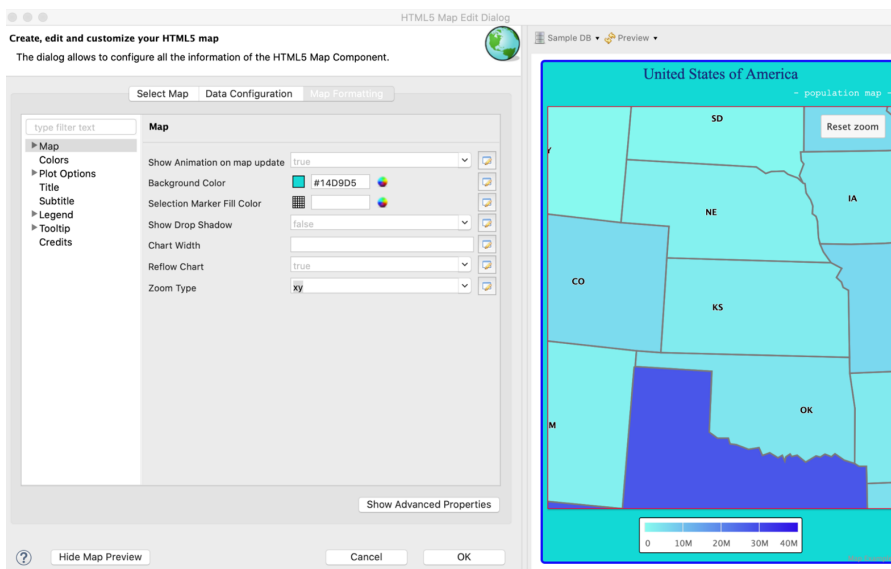 HTML5 Map Edit Dialog
Create, edit and customize your HTML5 map
The dialog allows to configure all the information of the HTML5 Map Component.
Select Map
Data Configuration
Map Formatting
type filter text
Map
Colors
Plot Options
Title
Subtitle
Legend
Tooltip
Credits
Map
Show Animation on map update true
Background Color #14D9D5
Selection Marker Fill Color
Show Drop Shadow false
Chart Width
Reflow Chart true
Zoom Type xy
Show Advanced Properties
? Hide Map Preview
Cancel
OK
Sample DB
Preview
United States of America
- population map -
Reset zoom
SD
Y
IA
NE
CO
KS
OK
M
0 10M 20M 30M 40M